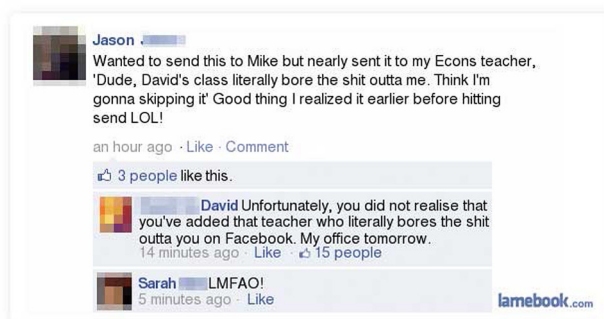 Jason
Wanted to send this to Mike but nearly sent it to my Econs teacher,
'Dude, David's class literally bore the shit outta me. Think I'm
gonna skipping it' Good thing I realized it earlier before hitting
send LOL!
an hour ago · Like · Comment
3 people like this.
David Unfortunately, you did not realise that
you've added that teacher who literally bores the shit
outta you on Facebook. My office tomorrow.
14 minutes ago · Like · 15 people
Sarah LMFAO!
5 minutes ago · Like
lamebook.com